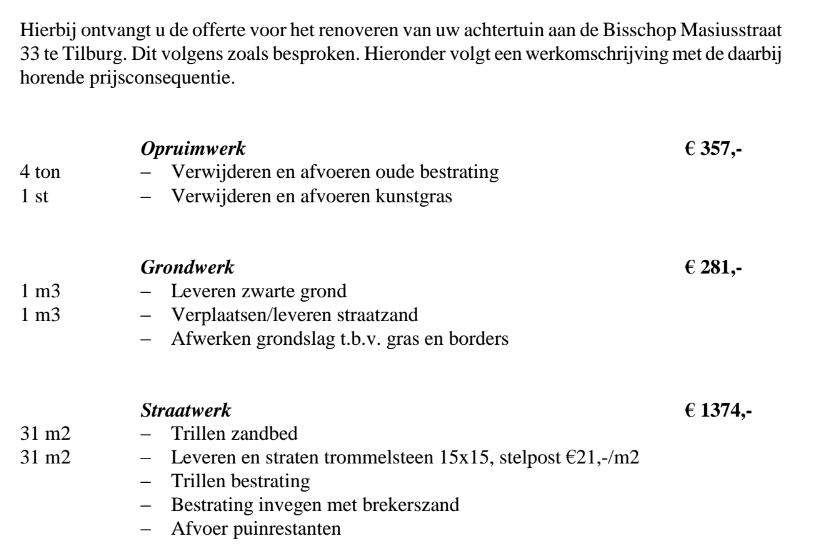 Hierbij ontvangt u de offerte voor het renoveren van uw achtertuin aan de Bisschop Masiusstraat
33 te Tilburg. Dit volgens zoals besproken. Hieronder volgt een werkomschrijving met de daarbij
horende prijsconsequentie.
Opruimwerk € 357,-
4 ton – Verwijderen en afvoeren oude bestrating
1 st – Verwijderen en afvoeren kunstgras
Grondwerk € 281,-
1 m3 – Leveren zwarte grond
1 m3 – Verplaatsen/leveren straatzand
– Afwerken grondslag t.b.v. gras en borders
Straatwerk € 1374,-
31 m2 – Trillen zandbed
31 m2 – Leveren en straten trommelsteen 15x15, stelpost €21,-/m2
– Trillen bestrating
– Bestrating invegen met brekerszand
– Afvoer puinrestanten